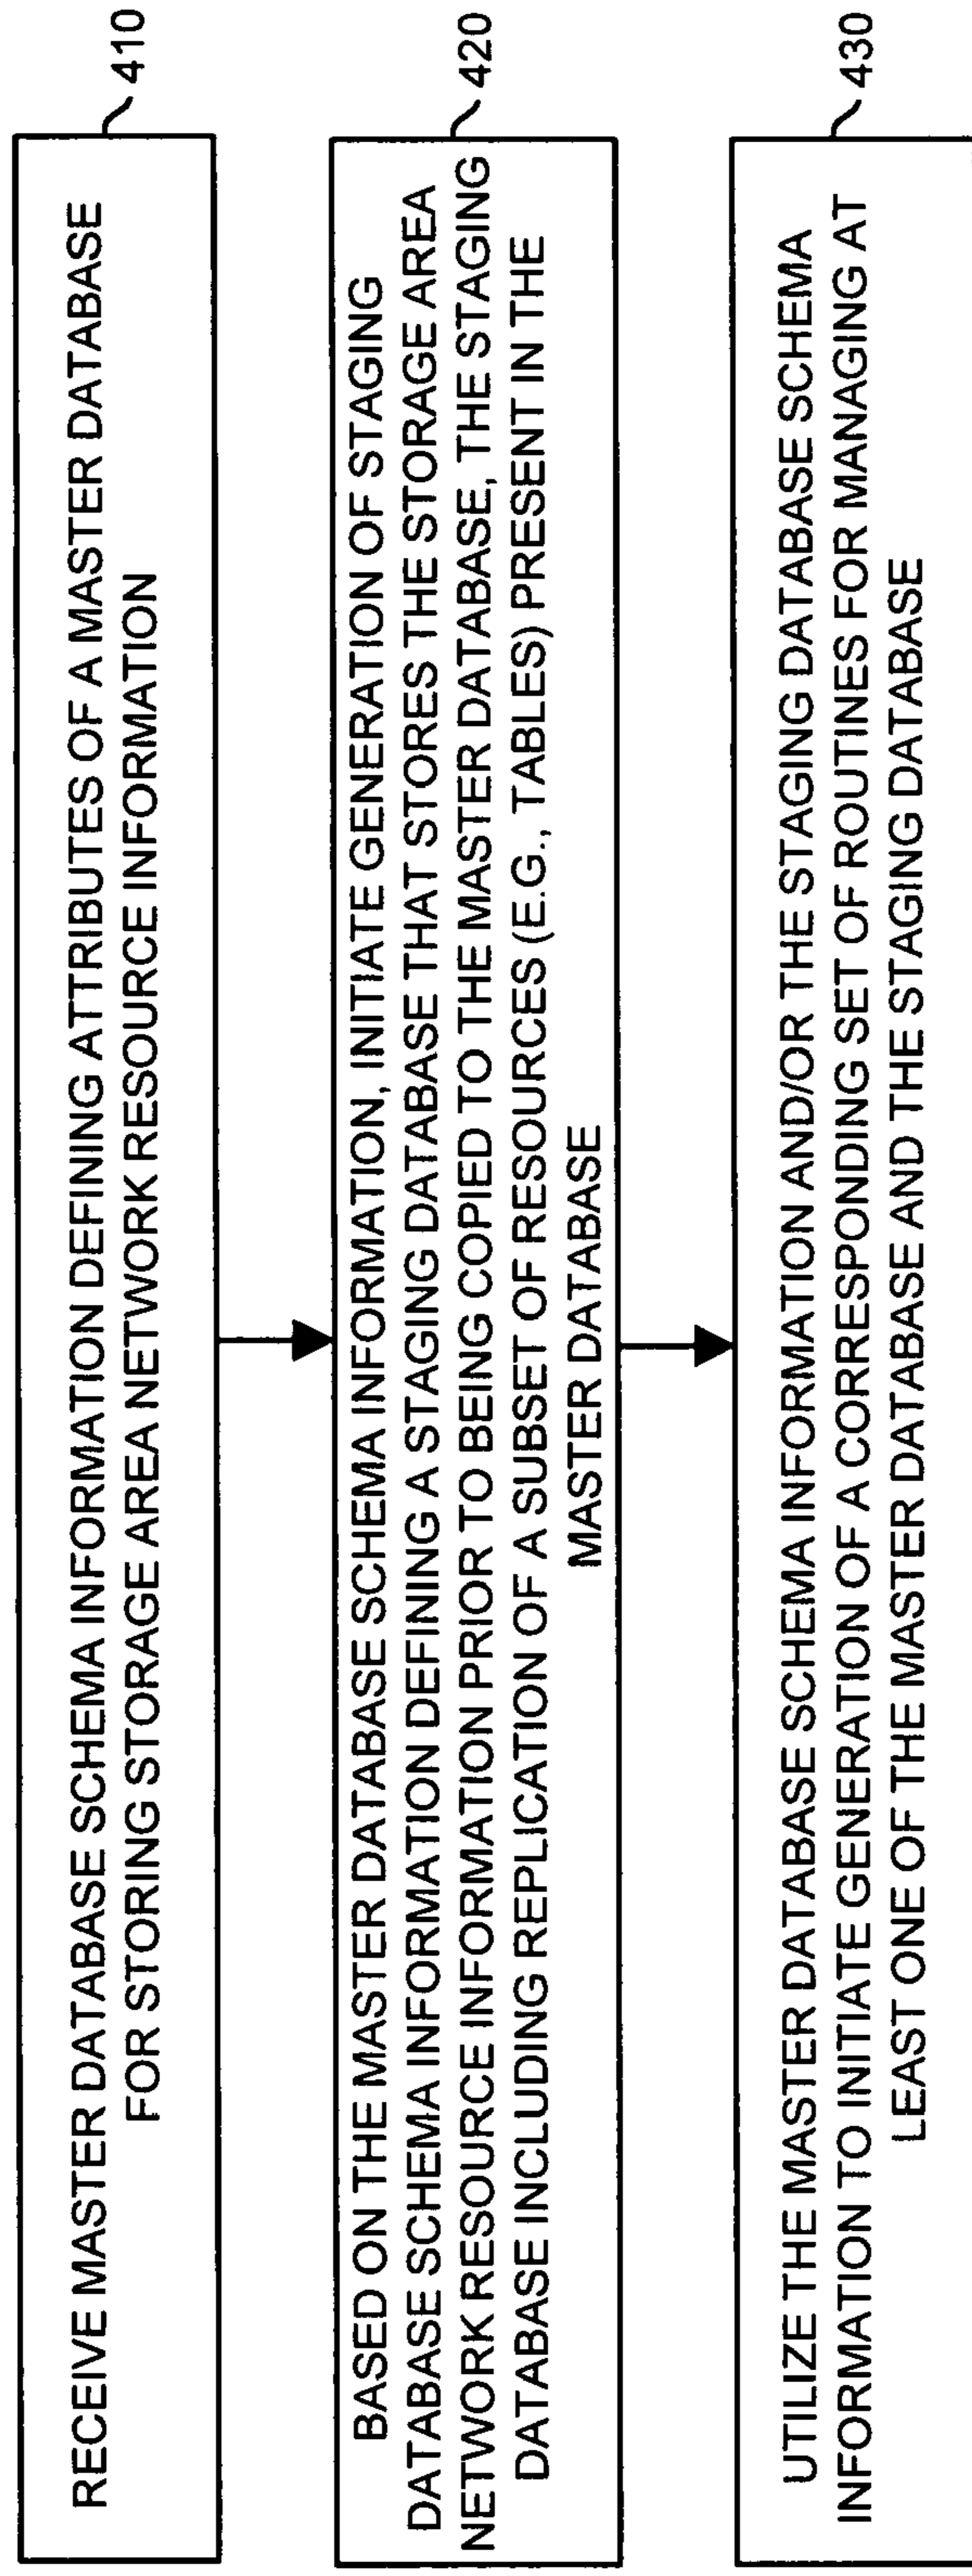 RECEIVE MASTER DATABASE SCHEMA INFORMATION DEFINING ATTRIBUTES OF A MASTER DATABASE
FOR STORING STORAGE AREA NETWORK RESOURCE INFORMATION
410
BASED ON THE MASTER DATABASE SCHEMA INFORMATION, INITIATE GENERATION OF STAGING
DATABASE SCHEMA INFORMATION DEFINING A STAGING DATABASE THAT STORES THE STORAGE AREA
NETWORK RESOURCE INFORMATION PRIOR TO BEING COPIED TO THE MASTER DATABASE, THE STAGING
DATABASE INCLUDING REPLICATION OF A SUBSET OF RESOURCES (E.G., TABLES) PRESENT IN THE
MASTER DATABASE
420
UTILIZE THE MASTER DATABASE SCHEMA INFORMATION AND/OR THE STAGING DATABASE SCHEMA
INFORMATION TO INITIATE GENERATION OF A CORRESPONDING SET OF ROUTINES FOR MANAGING AT
LEAST ONE OF THE MASTER DATABASE AND THE STAGING DATABASE
430